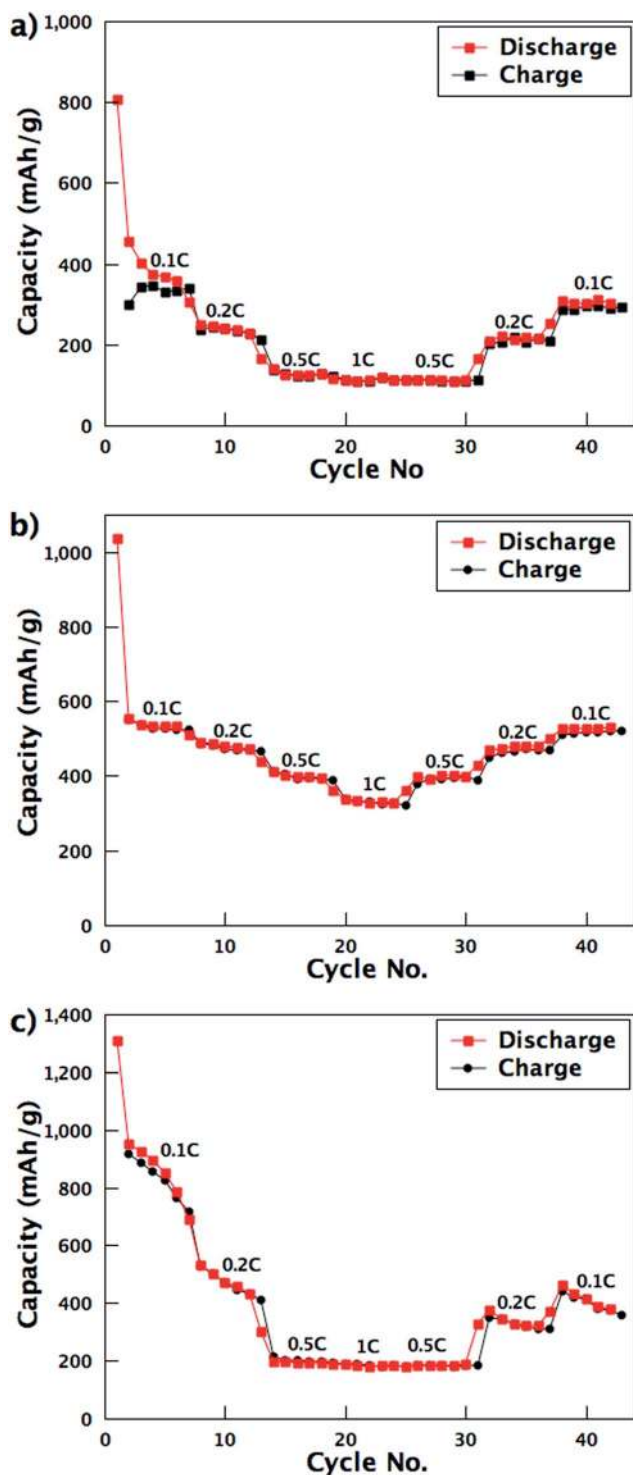 a)
1,000
800
600
400
200
0
Capacity (mAh/g)
Discharge
Charge
0.1C
0.2C
0.5C
1C
0.5C
0.2C
0.1C
0 10 20 30 40
Cycle No
b)
1,000
800
600
400
200
0
Capacity (mAh/g)
Discharge
Charge
0.1C
0.2C
0.5C
1C
0.5C
0.2C
0.1C
0 10 20 30 40
Cycle No.
c)
1,400
1,200
1,000
800
600
400
200
0
Capacity (mAh/g)
Discharge
Charge
0.1C
0.2C
0.5C
1C
0.5C
0.2C
0.1C
0 10 20 30 40
Cycle No.